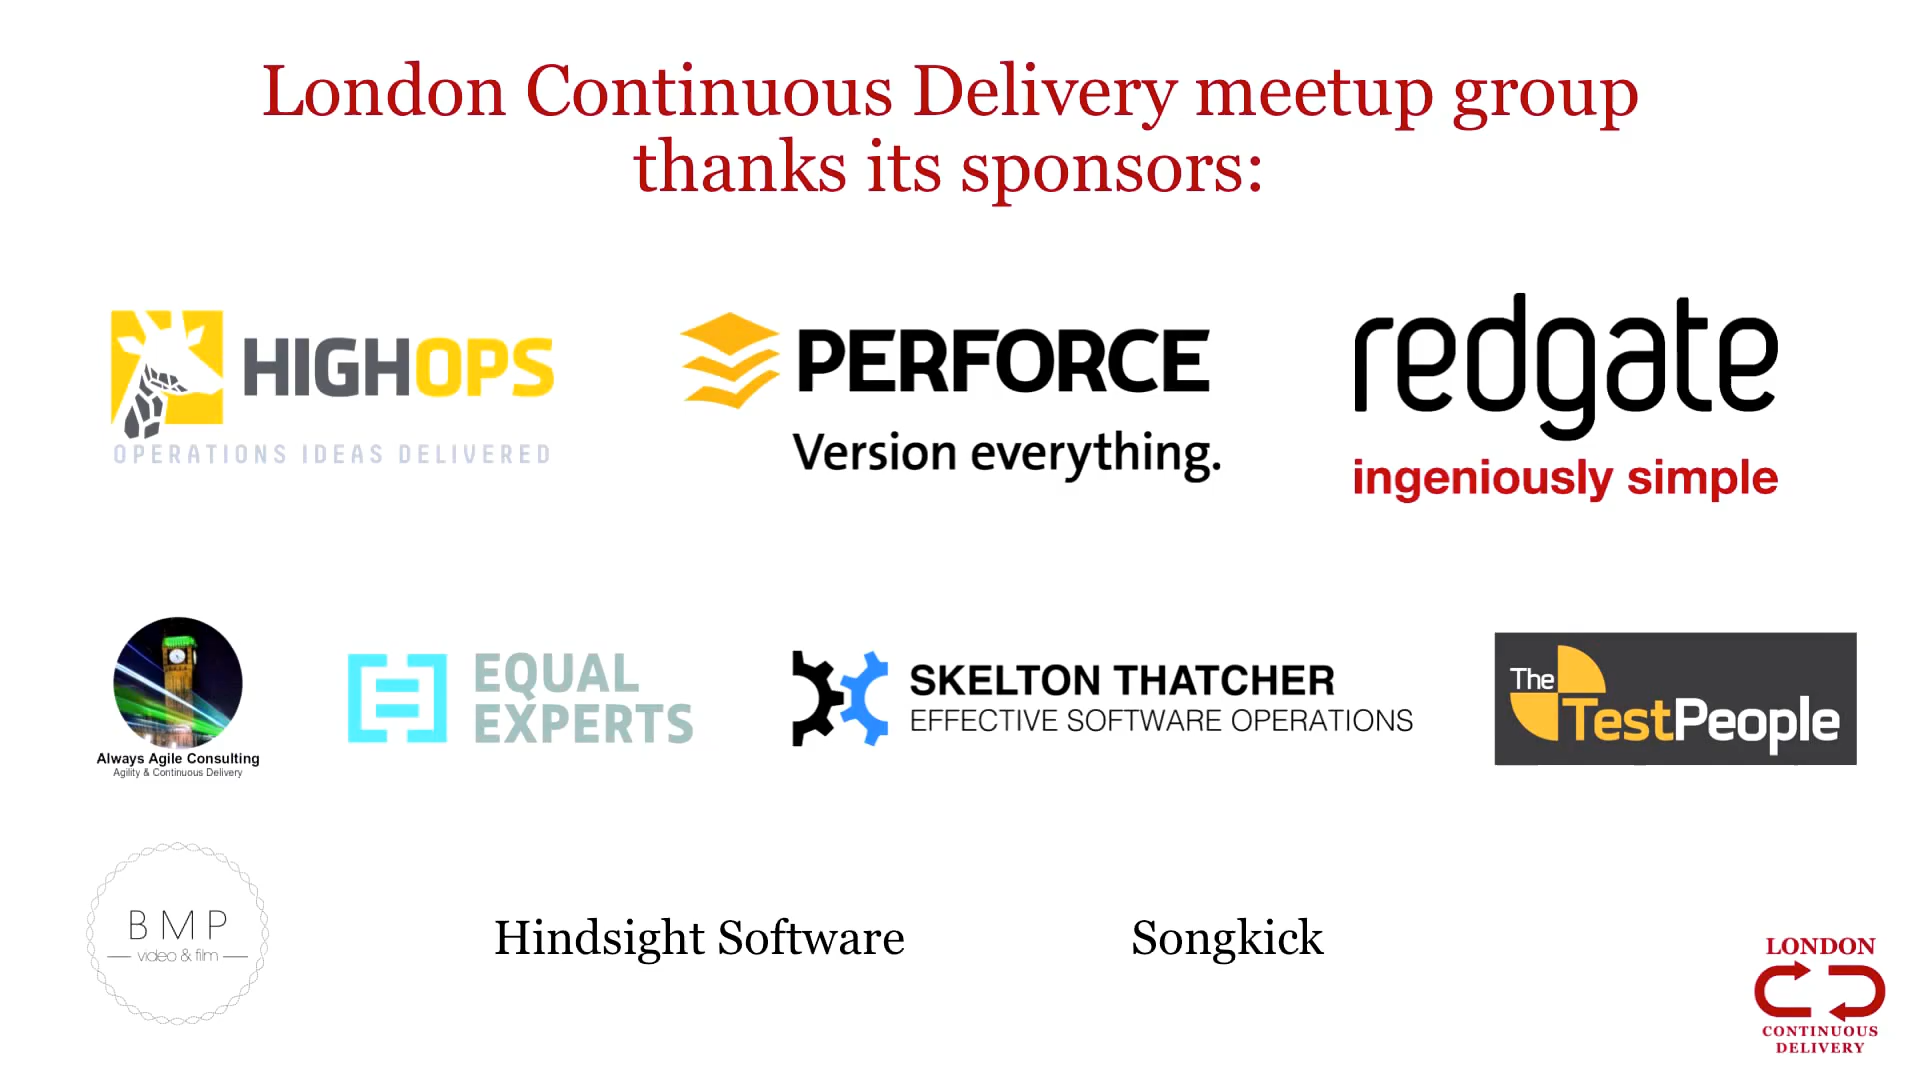 London Continuous Delivery meetup group
thanks its sponsors:
HIGHOPS
OPERATIONS IDEAS DELIVERED
PERFORCE
Version everything.
redgate
ingeniously simple
Always Agile Consulting
Agility & Continuous Delivery
EQUAL
EXPERTS
SKELTON THATCHER
EFFECTIVE SOFTWARE OPERATIONS
The
TestPeople
BMP
video & film
Hindsight Software
Songkick
LONDON
CONTINUOUS
DELIVERY